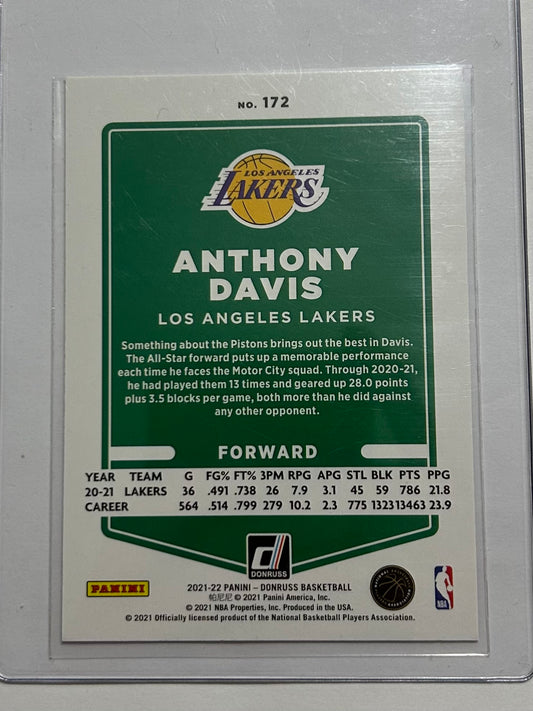 NO. 172
LOS ANGELES
LAKERS
ANTHONY
DAVIS
LOS ANGELES LAKERS
Something about the Pistons brings out the best in Davis.
The All-Star forward puts up a memorable performance
each time he faces the Motor City squad. Through 2020-21,
he had played them 13 times and geared up 28.0 points
plus 3.5 blocks per game, both more than he did against
any other opponent.
FORWARD
YEAR TEAM G FG% FT% 3PM RPG APG STL BLK PTS PPG
20-21 LAKERS 36 .491 .738 26 7.9 3.1 45 59 786 21.8
CAREER 564 .514 .799 279 10.2 2.3 775 1323 13463 23.9
d
DONRUSS
PANINI
2021-22 PANINI – DONRUSS BASKETBALL
帕尼尼 © 2021 Panini America, Inc.
© 2021 NBA Properties, Inc. Produced in the USA.
© 2021 Officially licensed product of the National Basketball Players Association.
NBA